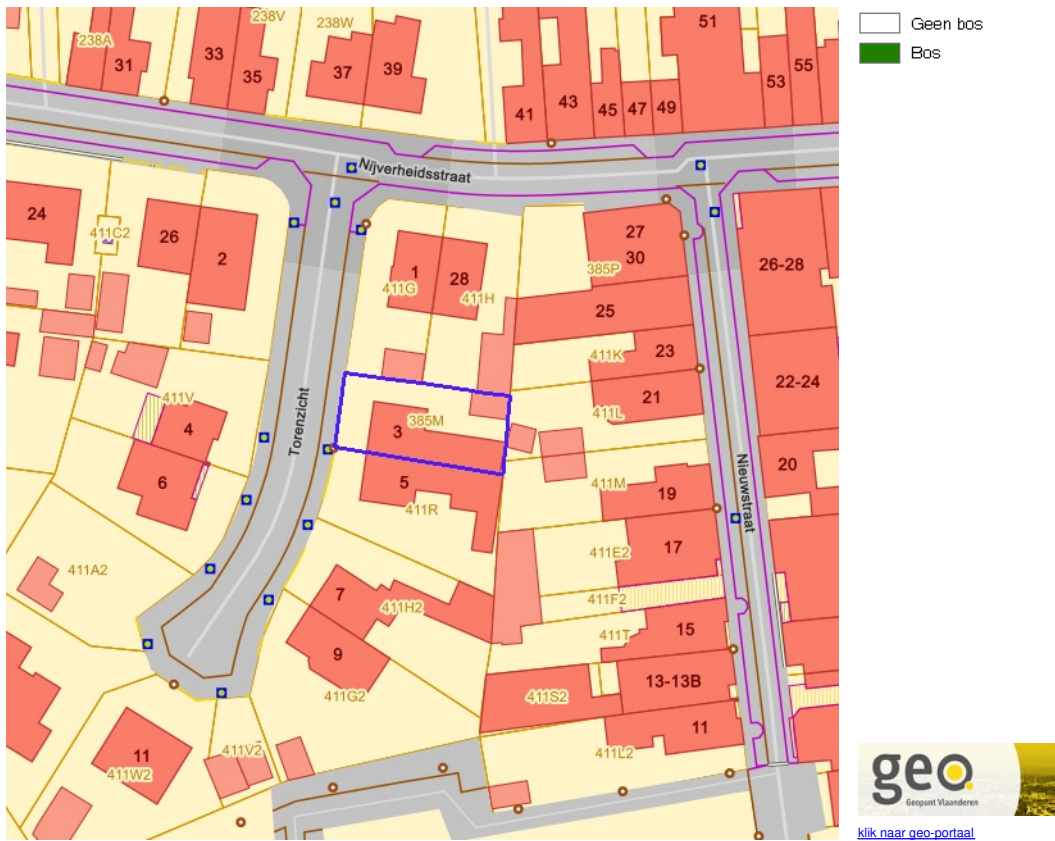 238V
238W
238A
31
33
35
37
39
41
43
45
47
49
51
53
55
Geen bos
Bos
Nijverheidsstraat
24
411C2
26
2
1
411G
28
411H
27
30
385P
25
26-28
411K
23
22-24
21
411L
411V
4
6
Torenzicht
3
385M
5
411R
411M
19
20
Nieuwstraat
411E2
17
411F2
411A2
7
411H2
9
411G2
411T
15
13-13B
411S2
11
411L2
11
411W2
411V2
geo
Geopunt Vlaanderen
klik naar geo-portaal